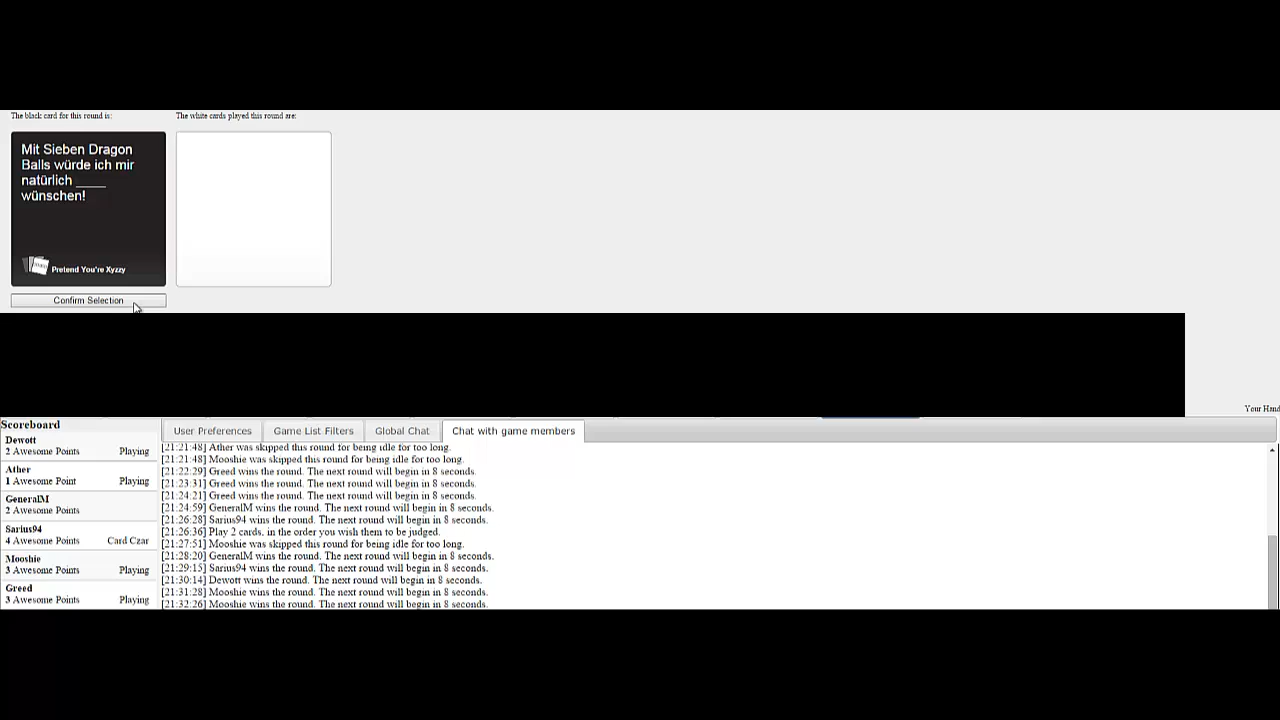 The black card for this round is:
The white cards played this round are:
Mit Sieben Dragon
Balls würde ich mir
natürlich ____
wünschen!
Pretend You're Xyzzy
Confirm Selection
Your Hand
Scoreboard
User Preferences
Game List Filters
Global Chat
Chat with game members
Dewott
2 Awesome Points Playing
Ather
1 Awesome Point Playing
GeneralM
2 Awesome Points
Sarius94
4 Awesome Points Card Czar
Mooshie
3 Awesome Points Playing
Greed
3 Awesome Points Playing
[21:21:48] Ather was skipped this round for being idle for too long.
[21:21:48] Mooshie was skipped this round for being idle for too long.
[21:22:29] Greed wins the round. The next round will begin in 8 seconds.
[21:23:31] Greed wins the round. The next round will begin in 8 seconds.
[21:24:21] Greed wins the round. The next round will begin in 8 seconds.
[21:24:59] GeneralM wins the round. The next round will begin in 8 seconds.
[21:26:28] Sarius94 wins the round. The next round will begin in 8 seconds.
[21:26:36] Play 2 cards, in the order you wish them to be judged.
[21:27:51] Mooshie was skipped this round for being idle for too long.
[21:28:20] GeneralM wins the round. The next round will begin in 8 seconds.
[21:29:15] Sarius94 wins the round. The next round will begin in 8 seconds.
[21:30:14] Dewott wins the round. The next round will begin in 8 seconds.
[21:31:28] Mooshie wins the round. The next round will begin in 8 seconds.
[21:32:26] Mooshie wins the round. The next round will begin in 8 seconds.